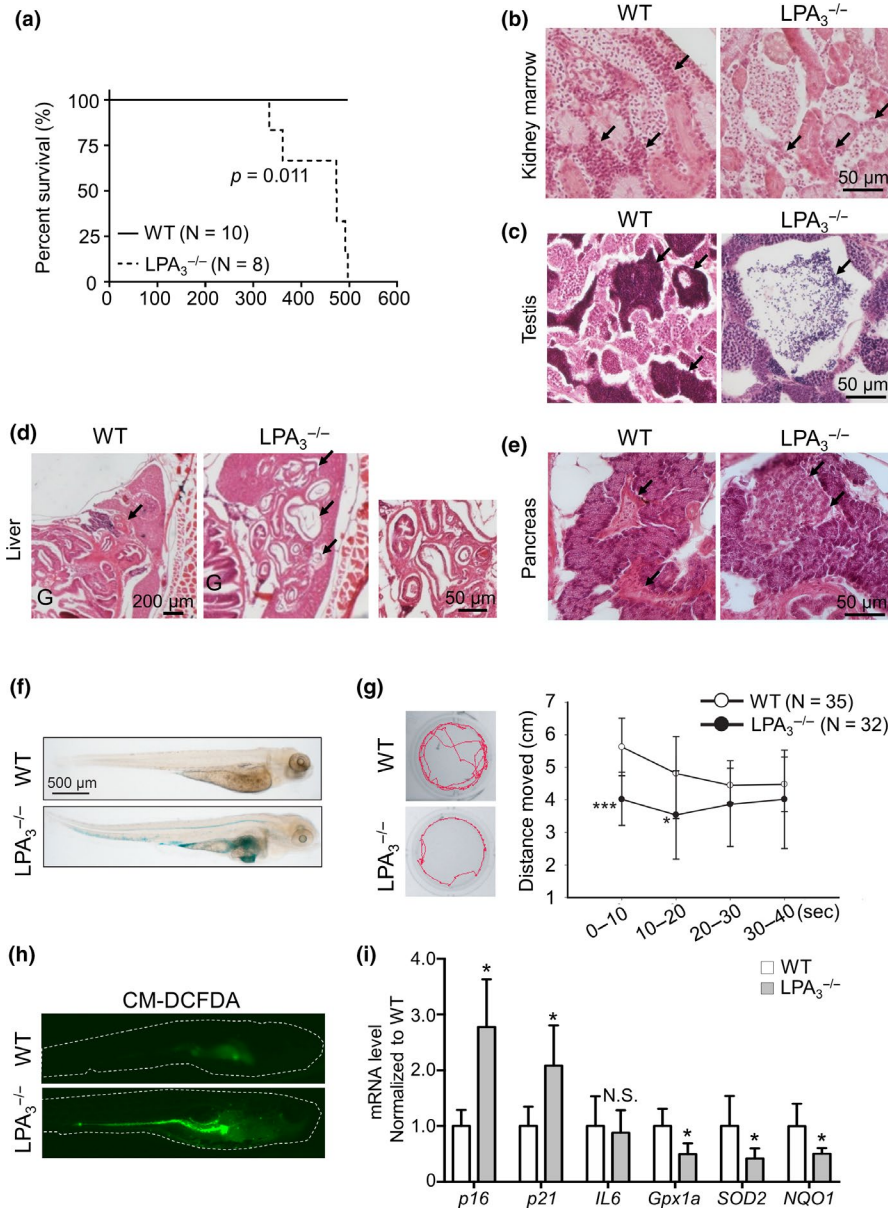 (a)
Percent survival (%)
100
75
50
25
0
p = 0.011
WT (N = 10)
LPA₃⁻/⁻ (N = 8)
0 100 200 300 400 500 600
(b)
WT LPA₃⁻/⁻
Kidney marrow
50 µm
(c)
WT LPA₃⁻/⁻
Testis
50 µm
(d)
WT LPA₃⁻/⁻
Liver
G
200 µm
G
50 µm
(e)
WT LPA₃⁻/⁻
Pancreas
50 µm
(f)
WT
500 µm
LPA₃⁻/⁻
(g)
WT
LPA₃⁻/⁻
Distance moved (cm)
7
6
5
4
3
2
1
WT (N = 35)
LPA₃⁻/⁻ (N = 32)
***
*
0–10 10–20 20–30 30–40 (sec)
(h)
CM-DCFDA
WT
LPA₃⁻/⁻
(i)
mRNA level
Normalized to WT
4.0
3.0
2.0
1.0
0.0
WT
LPA₃⁻/⁻
*
*
N.S.
* * *
p16 p21 IL6 Gpx1a SOD2 NQO1